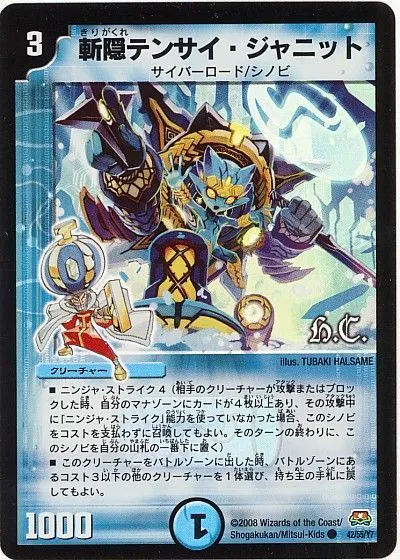 3
きりがくれ
斬隠テンサイ・ジャニット
サイバーロード/シノビ
h.C.
illus. TUBAKI HALSAME
クリーチャー
■ ニンジャ・ストライク4(相手のクリーチャーが攻撃またはブロッ
クした時、自分のマナゾーンにカードが4枚以上あり、その攻撃中
に「ニンジャ・ストライク」能力を使っていなかった場合、このシノビ
をコストを支払わずに召喚してもよい。そのターンの終わりに、こ
のシノビを自分の山札の一番下に置く)
■ このクリーチャーをバトルゾーンに出した時、バトルゾーンにあ
るコスト3以下の他のクリーチャーを1体選び、持ち主の手札に戻
してもよい。
1000
©2008 Wizards of the Coast/
Shogakukan/Mitsui-Kids ● 42/55/Y7